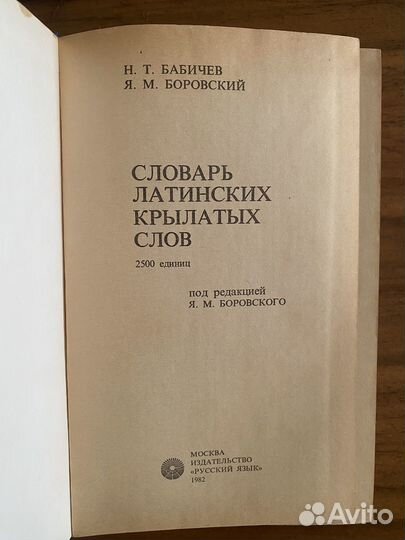 Н. Т. БАБИЧЕВ
Я. М. БОРОВСКИЙ
СЛОВАРЬ
ЛАТИНСКИХ
КРЫЛАТЫХ
СЛОВ
2500 единиц
под редакцией
Я. М. БОРОВСКОГО
МОСКВА
ИЗДАТЕЛЬСТВО
«РУССКИЙ ЯЗЫК»
1982
Avito